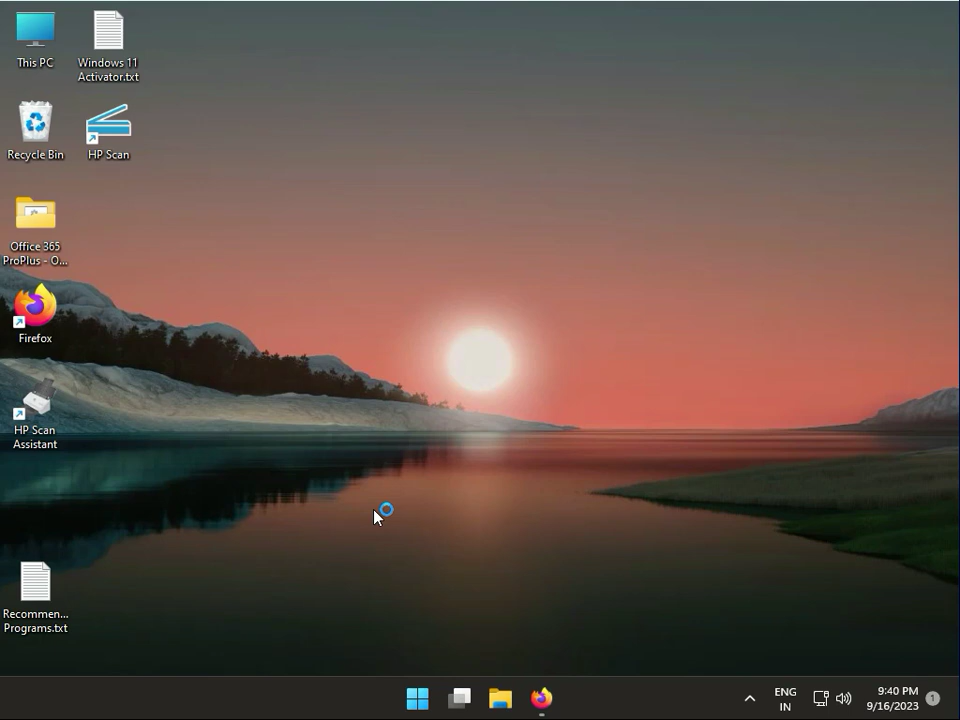 This PC
Windows 11
Activator.txt
Recycle Bin
HP Scan
Office 365
ProPlus - O...
Firefox
HP Scan
Assistant
Recommen...
Programs.txt
ENG
IN
9:40 PM
9/16/2023
1